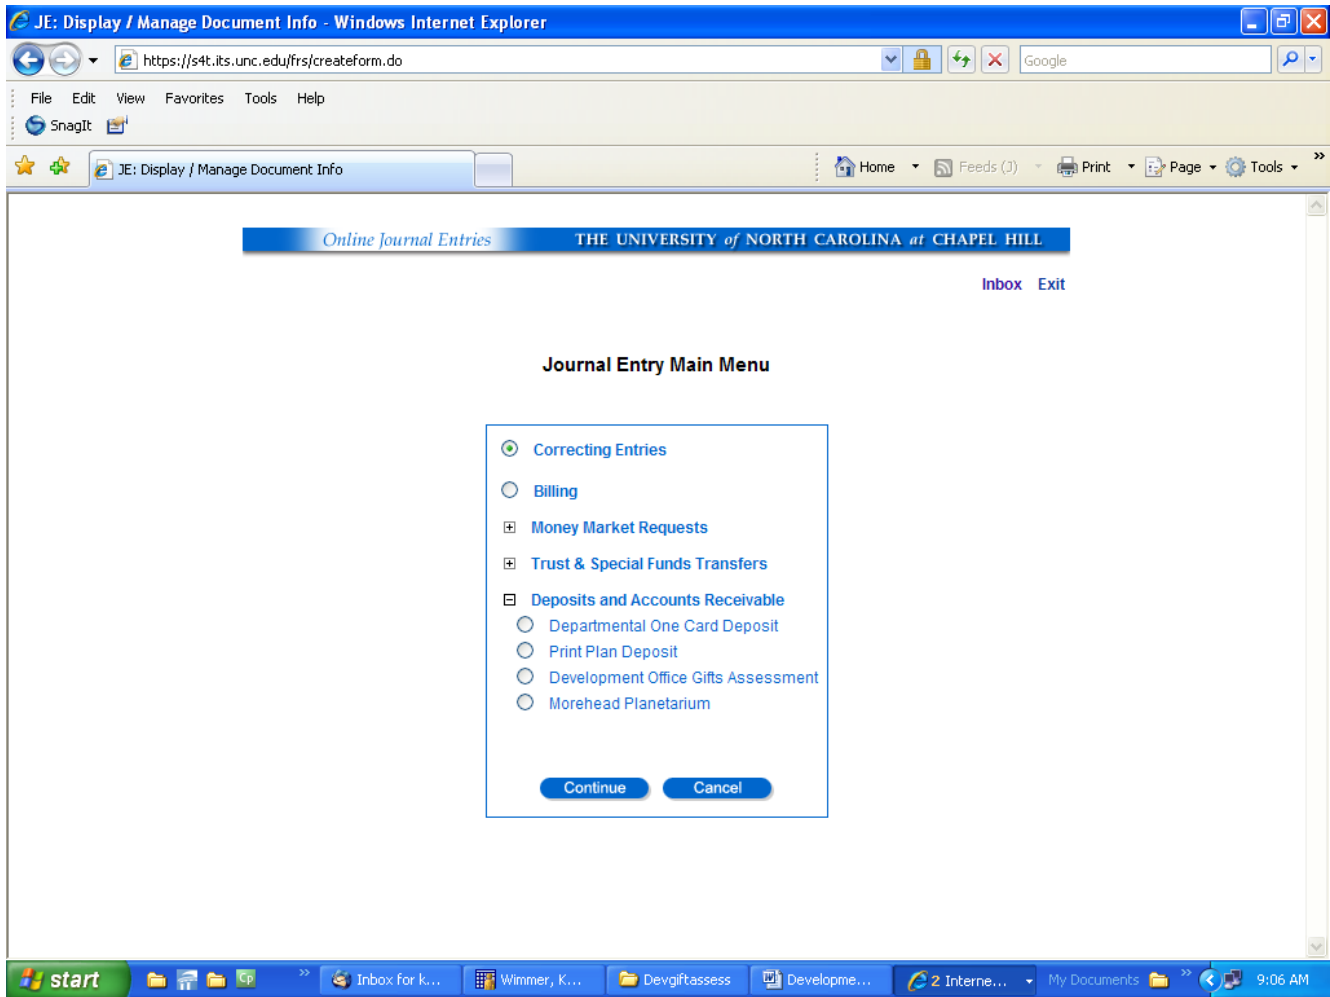 JE: Display / Manage Document Info - Windows Internet Explorer
https://s4t.its.unc.edu/frs/createform.do
Google
File Edit View Favorites Tools Help
SnagIt
JE: Display / Manage Document Info
Home Feeds (J) Print Page Tools »
Online Journal Entries THE UNIVERSITY of NORTH CAROLINA at CHAPEL HILL
Inbox Exit
Journal Entry Main Menu
Correcting Entries
Billing
Money Market Requests
Trust & Special Funds Transfers
Deposits and Accounts Receivable
Departmental One Card Deposit
Print Plan Deposit
Development Office Gifts Assessment
Morehead Planetarium
Continue Cancel
start Cp » Inbox for k... Wimmer, K... Devgiftassess Developme... 2 Interne... My Documents » 9:06 AM